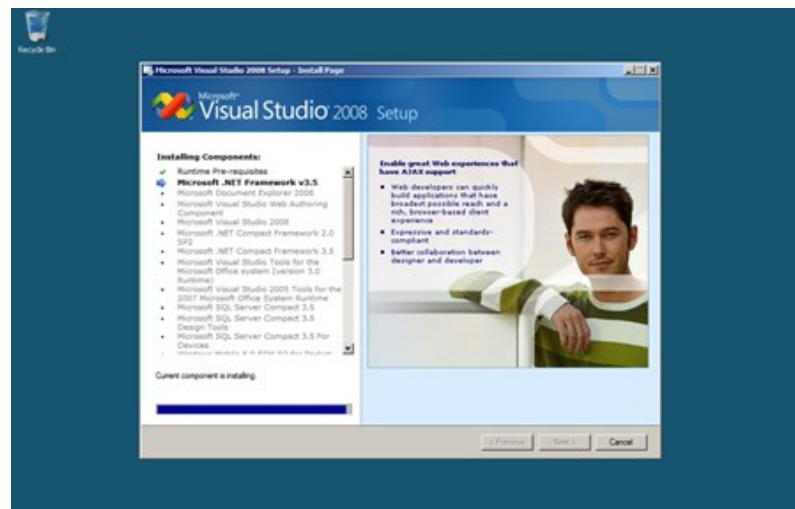 Recycle Bin
Microsoft Visual Studio 2008 Setup - Install Page
Microsoft®
Visual Studio 2008 Setup
Installing Components:
Runtime Pre-requisites
Microsoft .NET Framework v3.5
Microsoft Document Explorer 2008
Microsoft Visual Studio Web Authoring
Component
Microsoft Visual Studio 2008
Microsoft .NET Compact Framework 2.0
SP2
Microsoft .NET Compact Framework 3.5
Microsoft Visual Studio Tools for the
Microsoft Office system (version 3.0
Runtime)
Microsoft Visual Studio 2005 Tools for the
2007 Microsoft Office System Runtime
Microsoft SQL Server Compact 3.5
Microsoft SQL Server Compact 3.5
Design Tools
Microsoft SQL Server Compact 3.5 For
Devices
Current component is installing.
Enable great Web experiences that
have AJAX support
Web developers can quickly
build applications that have
broadest possible reach and a
rich, browser-based client
experience
Expressive and standards-
compliant
Better collaboration between
designer and developer
< Previous
Next >
Cancel